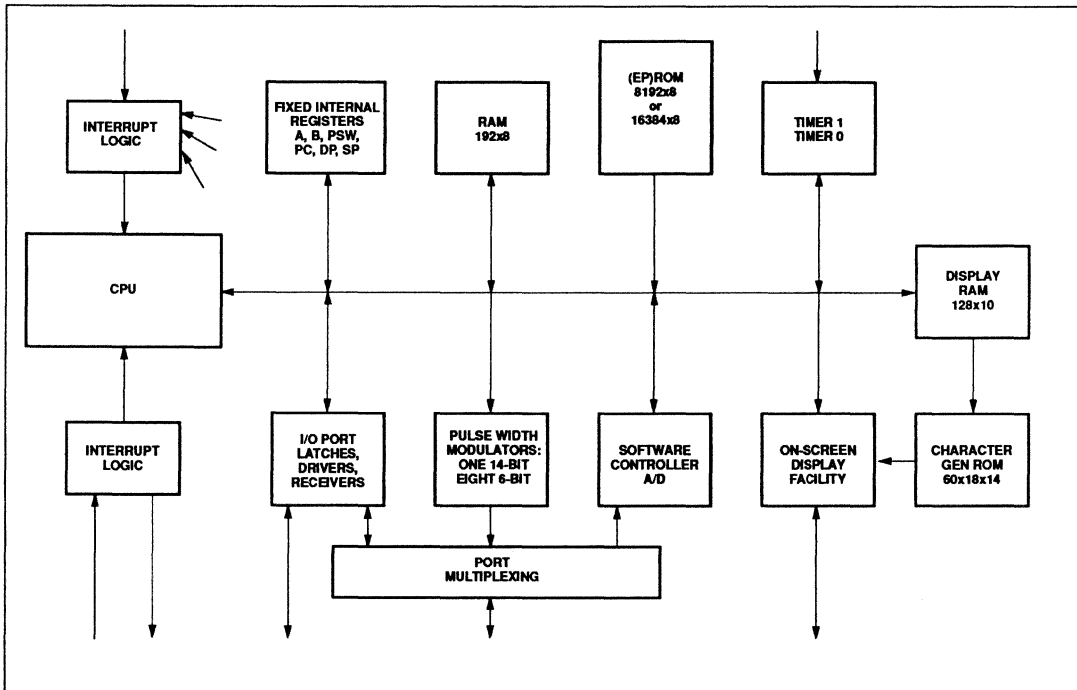 INTERRUPT
LOGIC
FIXED INTERNAL
REGISTERS
A, B, PSW,
PC, DP, SP
RAM
192x8
(EP)ROM
8192x8
or
16384x8
TIMER 1
TIMER 0
CPU
DISPLAY
RAM
128x10
INTERRUPT
LOGIC
I/O PORT
LATCHES,
DRIVERS,
RECEIVERS
PULSE WIDTH
MODULATORS:
ONE 14-BIT
EIGHT 6-BIT
SOFTWARE
CONTROLLER
A/D
ON-SCREEN
DISPLAY
FACILITY
CHARACTER
GEN ROM
60x18x14
PORT
MULTIPLEXING